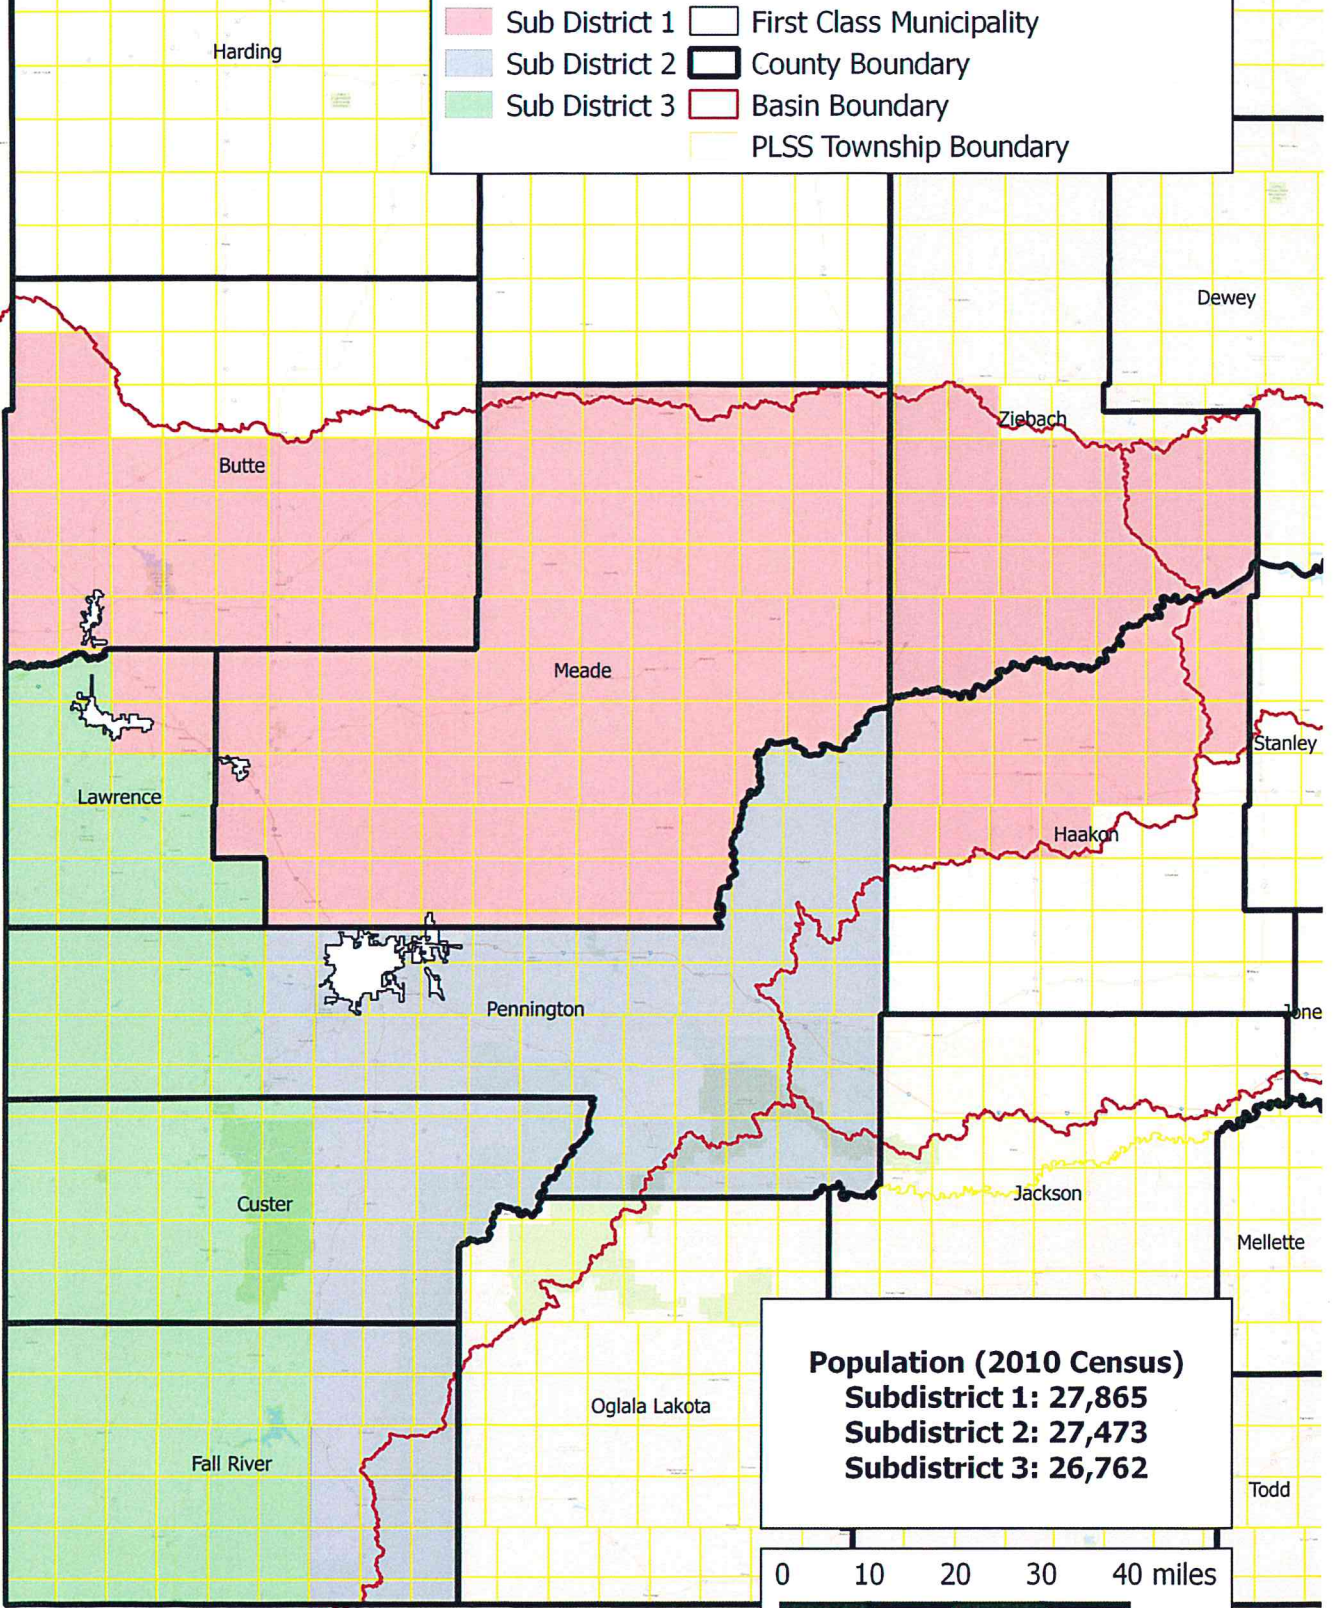 Sub District 1
First Class Municipality
Sub District 2
County Boundary
Sub District 3
Basin Boundary
PLSS Township Boundary
Harding
Dewey
Ziebach
Butte
Meade
Stanley
Lawrence
Haakon
Pennington
Jone
Custer
Jackson
Mellette
Population (2010 Census)
Subdistrict 1: 27,865
Subdistrict 2: 27,473
Subdistrict 3: 26,762
Oglala Lakota
Fall River
Todd
0 10 20 30 40 miles